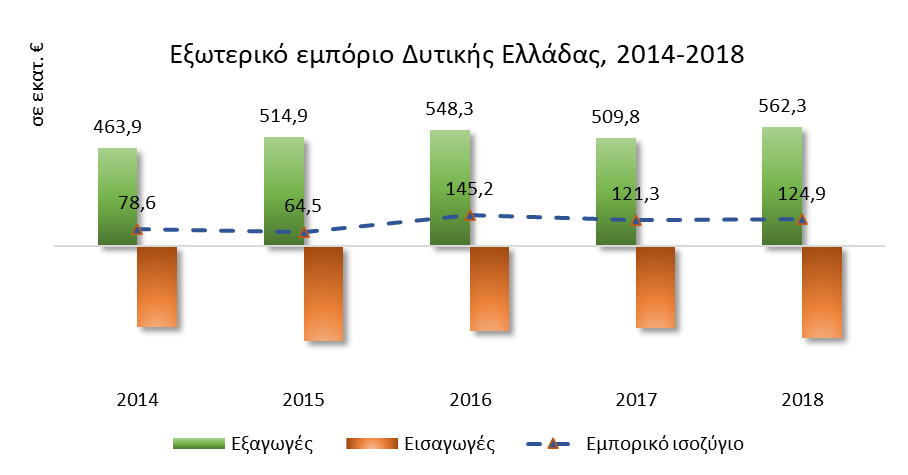 σε εκατ. €
Εξωτερικό εμπόριο Δυτικής Ελλάδας, 2014-2018
463,9 514,9 548,3 509,8 562,3
78,6 64,5 145,2 121,3 124,9
2014 2015 2016 2017 2018
Εξαγωγές Εισαγωγές Εμπορικό ισοζύγιο